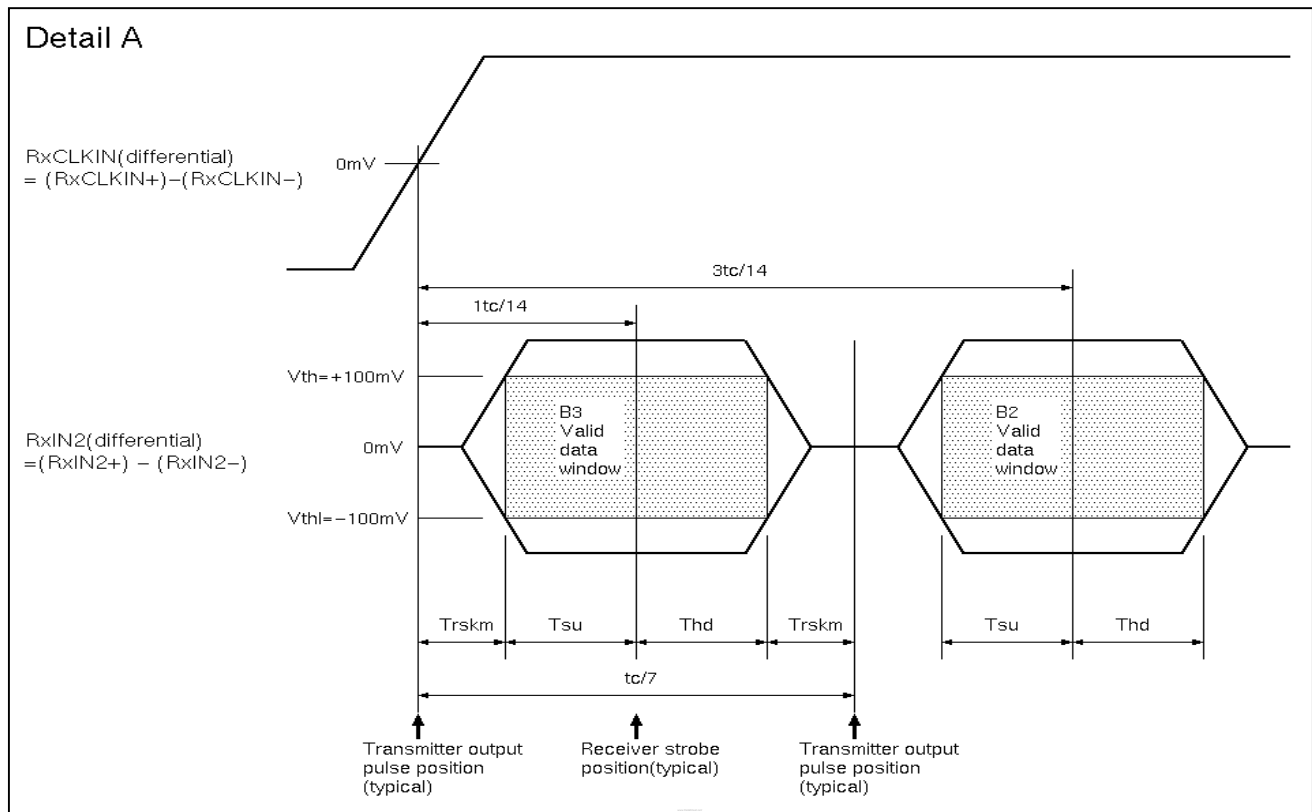 Detail A
RxCLKIN(differential)
= (RxCLKIN+)−(RxCLKIN−)
0mV
3tc/14
1tc/14
Vth=+100mV
B3
Valid
data
window
B2
Valid
data
window
RxIN2(differential)
=(RxIN2+) − (RxIN2−)
0mV
Vthl=−100mV
Trskm
Tsu
Thd
Trskm
Tsu
Thd
tc/7
Transmitter output
pulse position
(typical)
Receiver strobe
position(typical)
Transmitter output
pulse position
(typical)